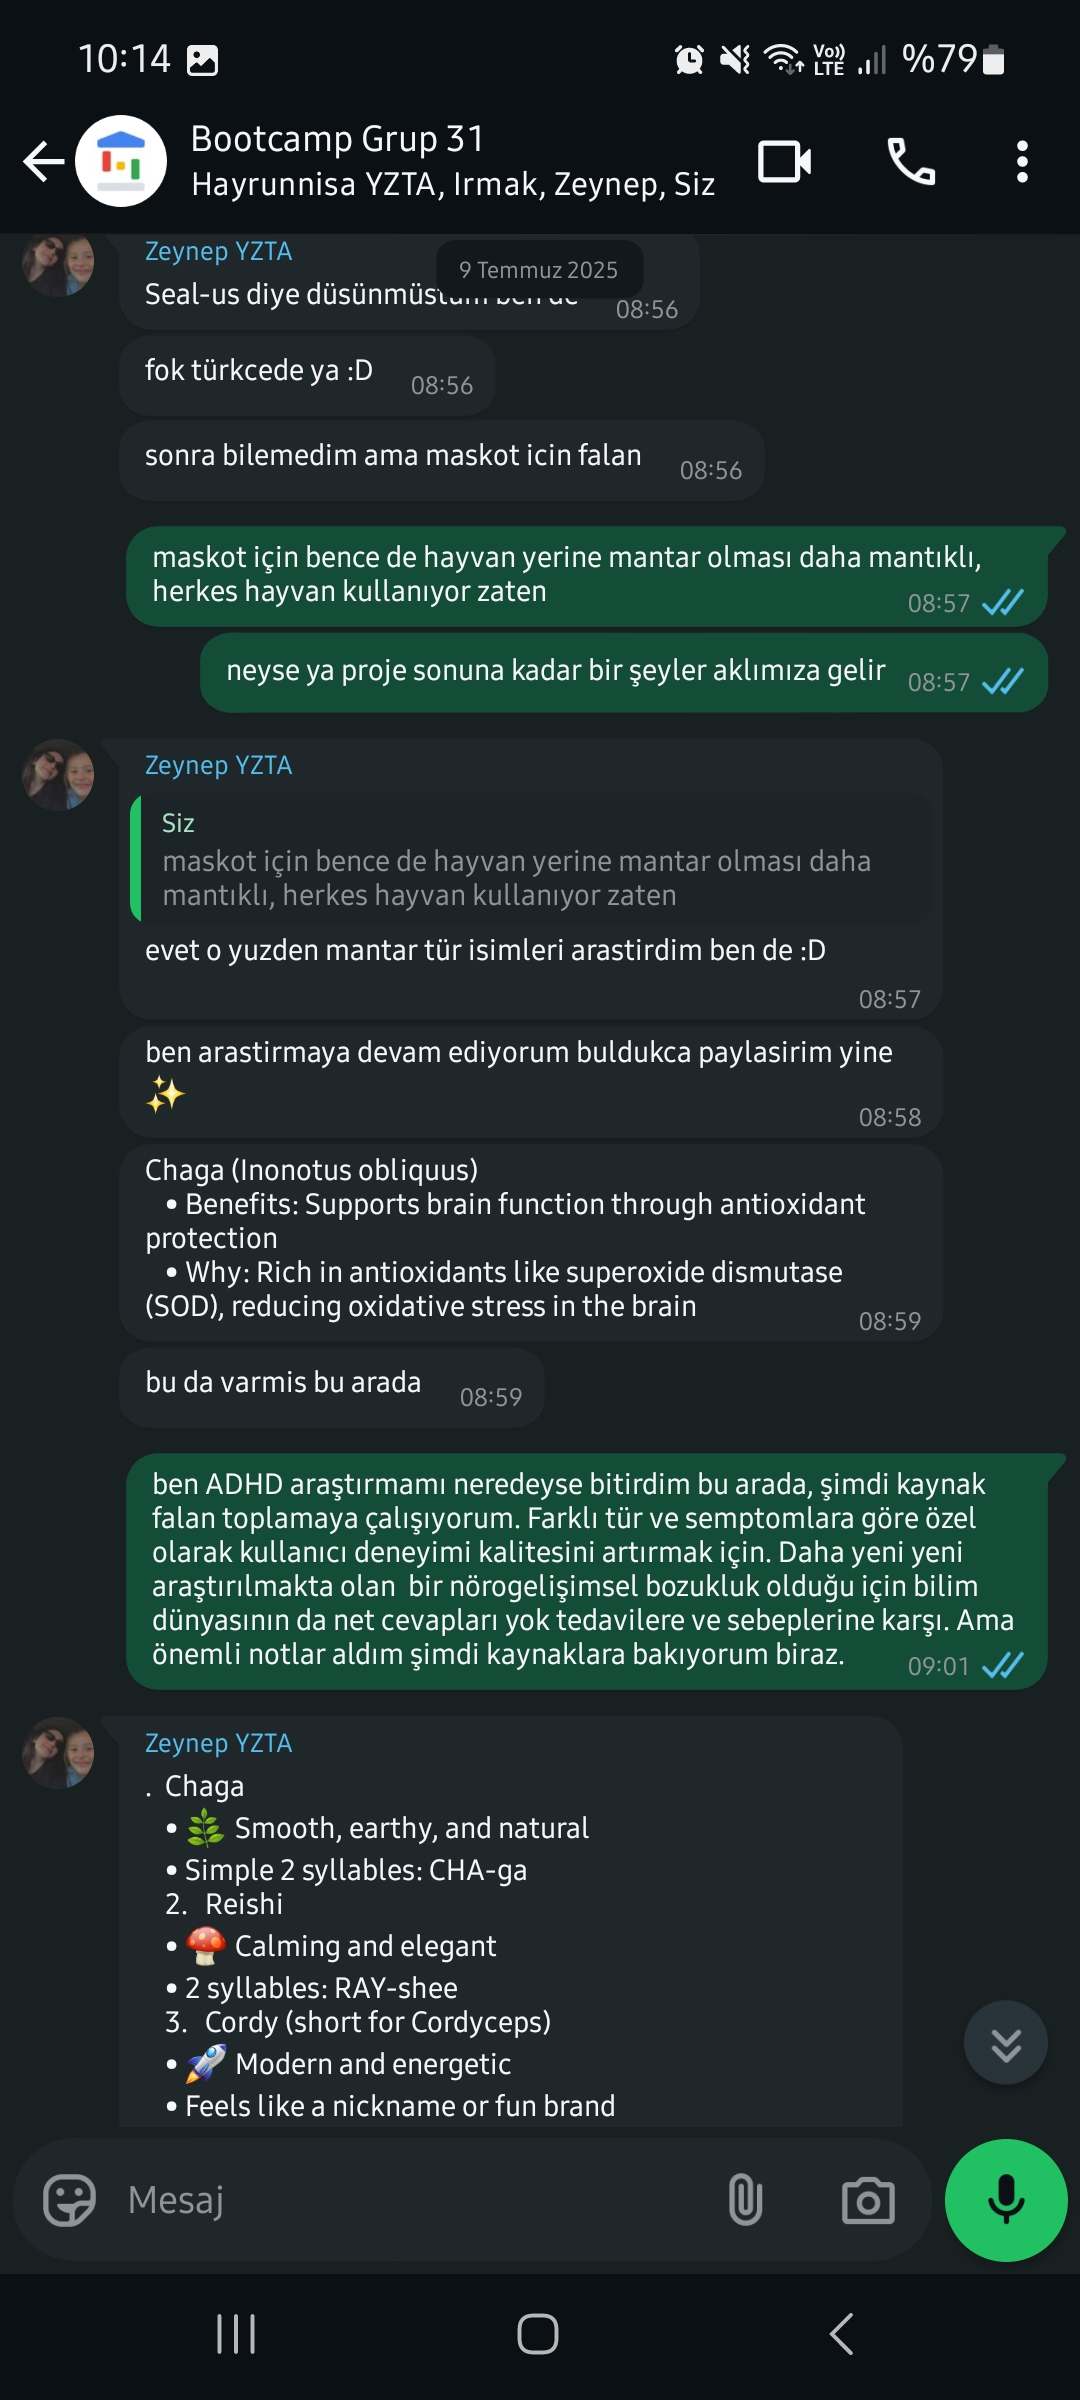 10:14
Vo))
LTE
%79
Bootcamp Grup 31
Hayrunnisa YZTA, Irmak, Zeynep, Siz
Zeynep YZTA
9 Temmuz 2025
Seal-us diye düsünmüstüm ben de 08:56
fok türkcede ya :D 08:56
sonra bilemedim ama maskot icin falan 08:56
maskot için bence de hayvan yerine mantar olması daha mantıklı,
herkes hayvan kullanıyor zaten 08:57
neyse ya proje sonuna kadar bir şeyler aklımıza gelir 08:57
Zeynep YZTA
Siz
maskot için bence de hayvan yerine mantar olması daha
mantıklı, herkes hayvan kullanıyor zaten
evet o yuzden mantar tür isimleri arastirdim ben de :D
08:57
ben arastirmaya devam ediyorum buldukca paylasirim yine
✨
08:58
Chaga (Inonotus obliquus)
• Benefits: Supports brain function through antioxidant
protection
• Why: Rich in antioxidants like superoxide dismutase
(SOD), reducing oxidative stress in the brain 08:59
bu da varmis bu arada 08:59
ben ADHD araştırmamı neredeyse bitirdim bu arada, şimdi kaynak
falan toplamaya çalışıyorum. Farklı tür ve semptomlara göre özel
olarak kullanıcı deneyimi kalitesini artırmak için. Daha yeni yeni
araştırılmakta olan  bir nörogelişimsel bozukluk olduğu için bilim
dünyasının da net cevapları yok tedavilere ve sebeplerine karşı. Ama
önemli notlar aldım şimdi kaynaklara bakıyorum biraz. 09:01
Zeynep YZTA
. Chaga
• 🌿 Smooth, earthy, and natural
• Simple 2 syllables: CHA-ga
2. Reishi
• 🍄 Calming and elegant
• 2 syllables: RAY-shee
3. Cordy (short for Cordyceps)
• 🚀 Modern and energetic
• Feels like a nickname or fun brand
Mesaj